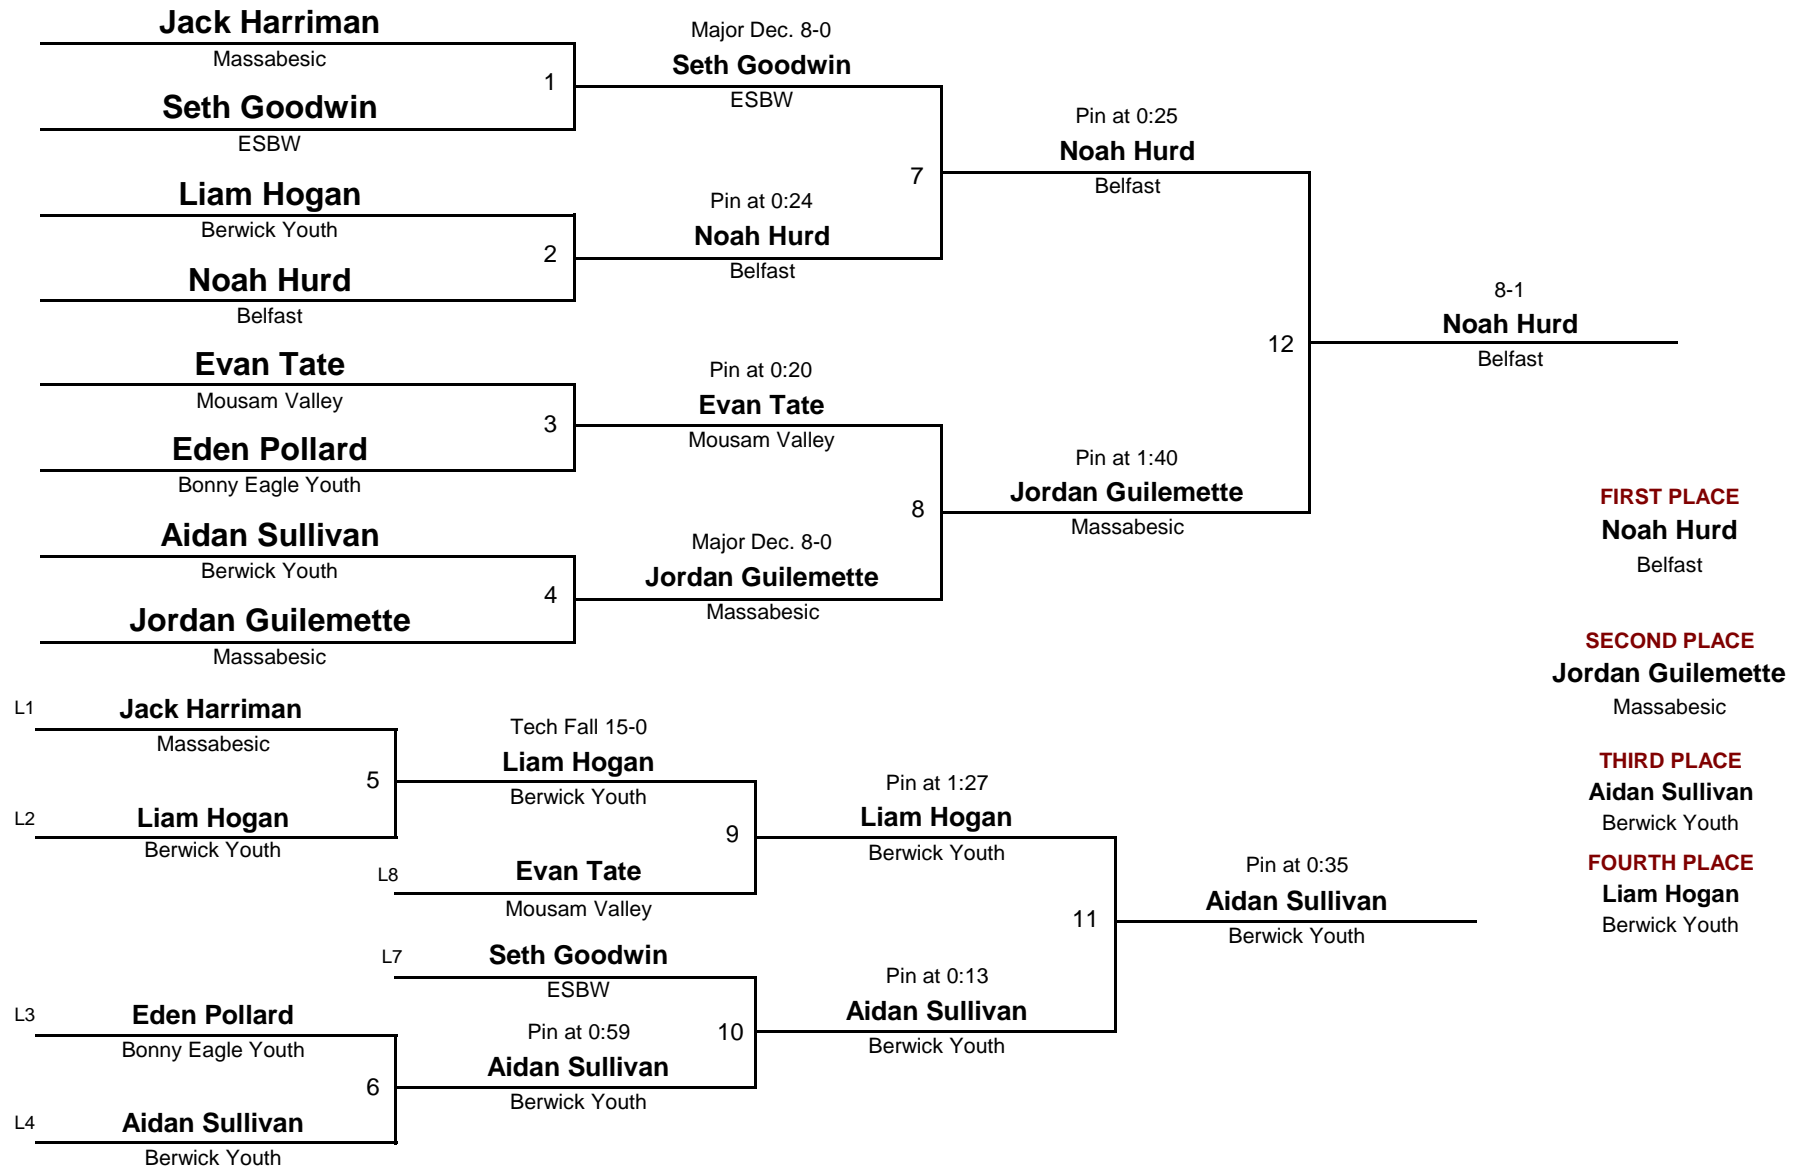 Jack Harriman
Massabesic
1
Seth Goodwin
ESBW
Liam Hogan
Berwick Youth
2
Noah Hurd
Belfast
Evan Tate
Mousam Valley
3
Eden Pollard
Bonny Eagle Youth
Aidan Sullivan
Berwick Youth
4
Jordan Guilemette
Massabesic
Major Dec. 8-0
Seth Goodwin
ESBW
7
Pin at 0:24
Noah Hurd
Belfast
Pin at 0:20
Evan Tate
Mousam Valley
8
Major Dec. 8-0
Jordan Guilemette
Massabesic
Pin at 0:25
Noah Hurd
Belfast
12
Pin at 1:40
Jordan Guilemette
Massabesic
8-1
Noah Hurd
Belfast
FIRST PLACE
Noah Hurd
Belfast
SECOND PLACE
Jordan Guilemette
Massabesic
THIRD PLACE
Aidan Sullivan
Berwick Youth
FOURTH PLACE
Liam Hogan
Berwick Youth
L1
Jack Harriman
Massabesic
5
L2
Liam Hogan
Berwick Youth
Tech Fall 15-0
Liam Hogan
Berwick Youth
9
L8
Evan Tate
Mousam Valley
L7
Seth Goodwin
ESBW
10
L3
Eden Pollard
Bonny Eagle Youth
6
L4
Aidan Sullivan
Berwick Youth
Pin at 0:59
Aidan Sullivan
Berwick Youth
Pin at 1:27
Liam Hogan
Berwick Youth
11
Pin at 0:13
Aidan Sullivan
Berwick Youth
Pin at 0:35
Aidan Sullivan
Berwick Youth